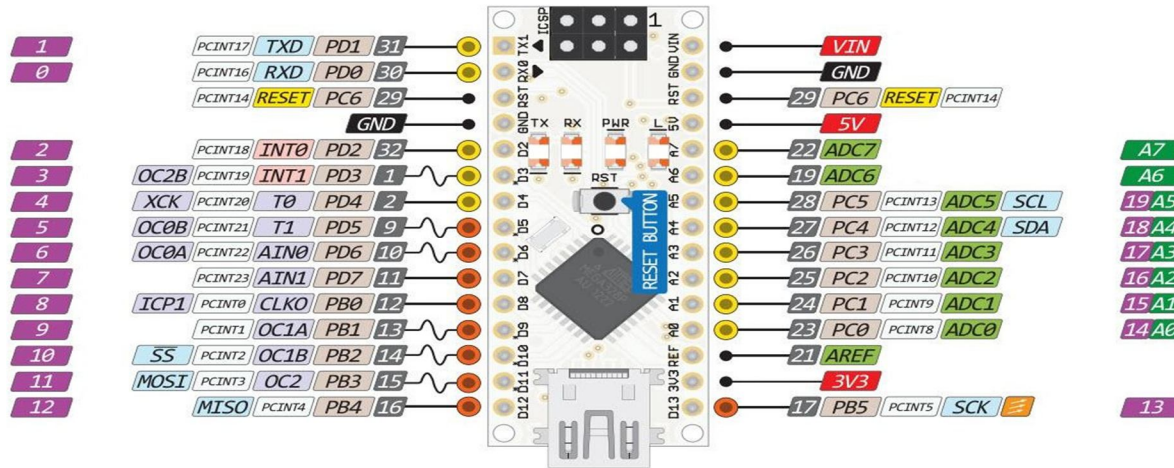 ICSP 1
1 PCINT17 TXD PD1 31 TX1 VIN VIN
0 PCINT16 RXD PD0 30 RX0 GND GND
PCINT14 RESET PC6 29 RST RST 29 PC6 RESET PCINT14
GND GND 5V 5V
2 PCINT18 INT0 PD2 32 D2 TX RX PWR L A7 22 ADC7 A7
3 OC2B PCINT19 INT1 PD3 1 D3 A6 19 ADC6 A6
RST
4 XCK PCINT20 T0 PD4 2 D4 A5 28 PC5 PCINT13 ADC5 SCL 19 A5
5 OC0B PCINT21 T1 PD5 9 D5 A4 27 PC4 PCINT12 ADC4 SDA 18 A4
RESET BUTTON
6 OC0A PCINT22 AIN0 PD6 10 D6 A3 26 PC3 PCINT11 ADC3 17 A3
7 PCINT23 AIN1 PD7 11 D7 A2 25 PC2 PCINT10 ADC2 16 A2
8 ICP1 PCINT0 CLKO PB0 12 D8 A1 24 PC1 PCINT9 ADC1 15 A1
9 PCINT1 OC1A PB1 13 D9 A0 23 PC0 PCINT8 ADC0 14 A0
10 SS PCINT2 OC1B PB2 14 D10 REF 21 AREF
11 MOSI PCINT3 OC2 PB3 15 D11 3V3 3V3
12 MISO PCINT4 PB4 16 D12 D13 17 PB5 PCINT5 SCK 13